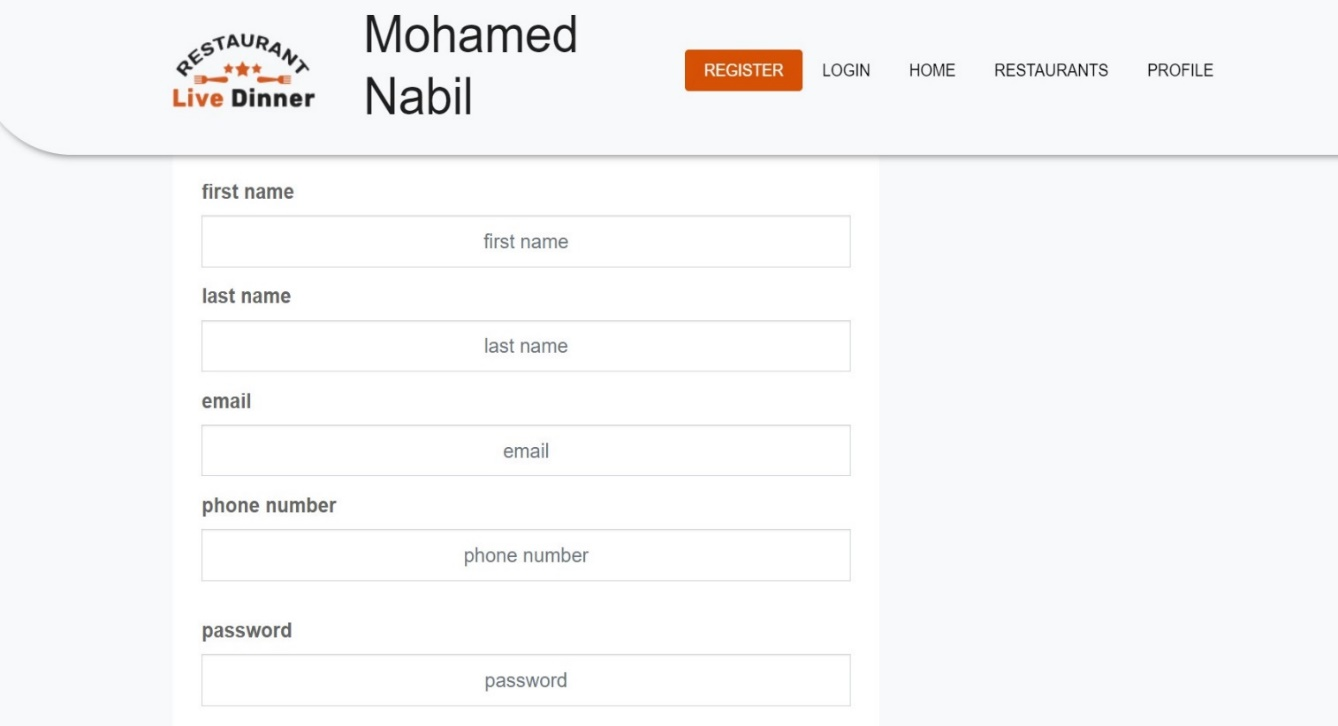 RESTAURANT
Live Dinner
Mohamed
Nabil
REGISTER LOGIN HOME RESTAURANTS PROFILE
first name
first name
last name
last name
email
email
phone number
phone number
password
password